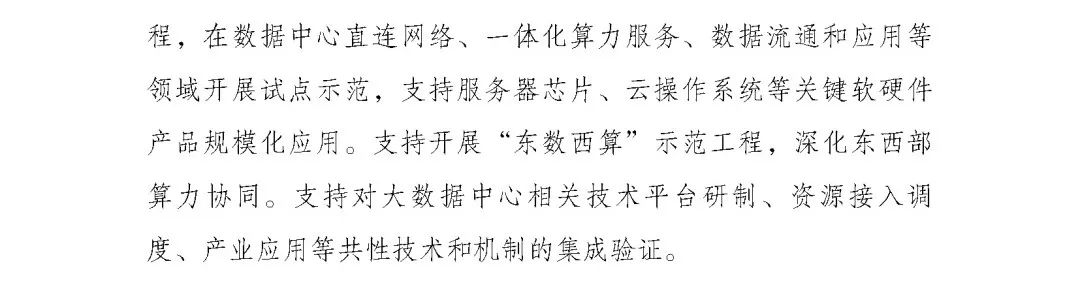 程，在数据中心直连网络、一体化算力服务、数据流通和应用等
领域开展试点示范，支持服务器芯片、云操作系统等关键软硬件
产品规模化应用。支持开展“东数西算”示范工程，深化东西部
算力协同。支持对大数据中心相关技术平台研制、资源接入调
度、产业应用等共性技术和机制的集成验证。